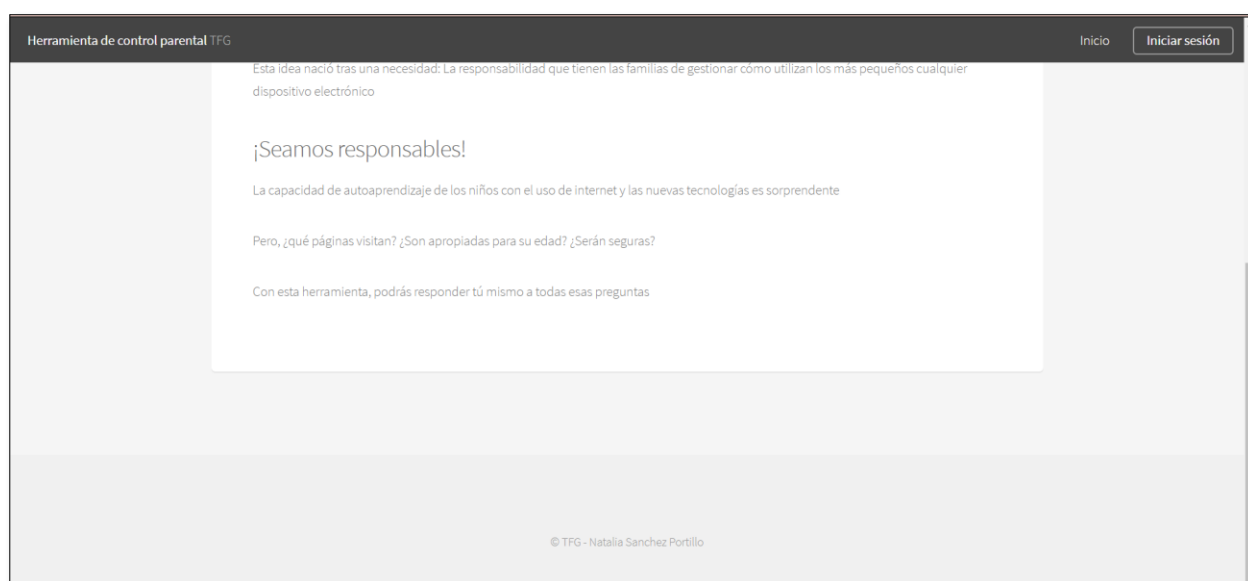 Herramienta de control parental TFG
Inicio
Iniciar sesión
Esta idea nació tras una necesidad: La responsabilidad que tienen las familias de gestionar cómo utilizan los más pequeños cualquier
dispositivo electrónico
¡Seamos responsables!
La capacidad de autoaprendizaje de los niños con el uso de internet y las nuevas tecnologías es sorprendente
Pero, ¿qué páginas visitan? ¿Son apropiadas para su edad? ¿Serán seguras?
Con esta herramienta, podrás responder tú mismo a todas esas preguntas
© TFG - Natalia Sanchez Portillo